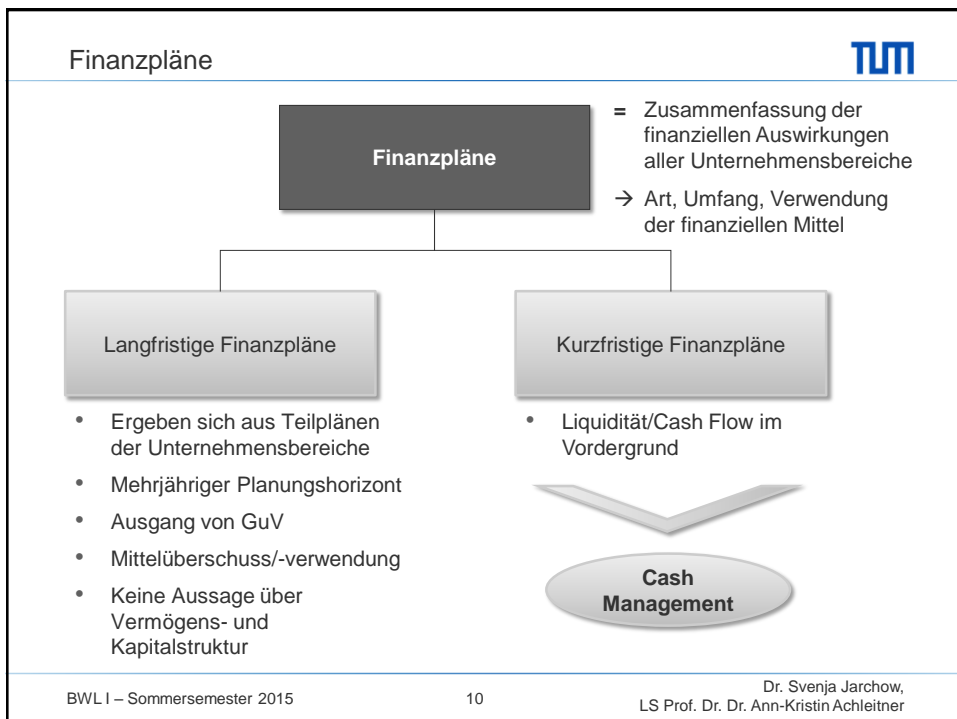 Finanzpläne
TUM
Finanzpläne
= Zusammenfassung der
finanziellen Auswirkungen
aller Unternehmensbereiche
→ Art, Umfang, Verwendung
der finanziellen Mittel
Langfristige Finanzpläne
• Ergeben sich aus Teilplänen
der Unternehmensbereiche
• Mehrjähriger Planungshorizont
• Ausgang von GuV
• Mittelüberschuss/-verwendung
• Keine Aussage über
Vermögens- und
Kapitalstruktur
Kurzfristige Finanzpläne
• Liquidität/Cash Flow im
Vordergrund
Cash
Management
BWL I – Sommersemester 2015
10
Dr. Svenja Jarchow,
LS Prof. Dr. Dr. Ann-Kristin Achleitner